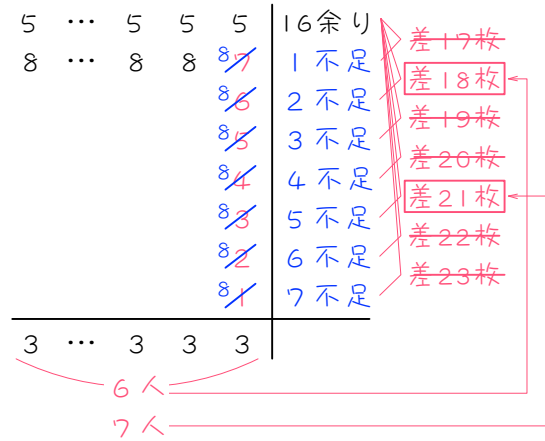 5 … 5 5 5 16余り
差17枚
8 … 8 8 8 7 1不足
差18枚
8 6 2不足
差19枚
8 5 3不足
差20枚
8 4 4不足
差21枚
8 3 5不足
差22枚
8 2 6不足
差23枚
8 1 7不足
3 … 3 3 3
6人
7人